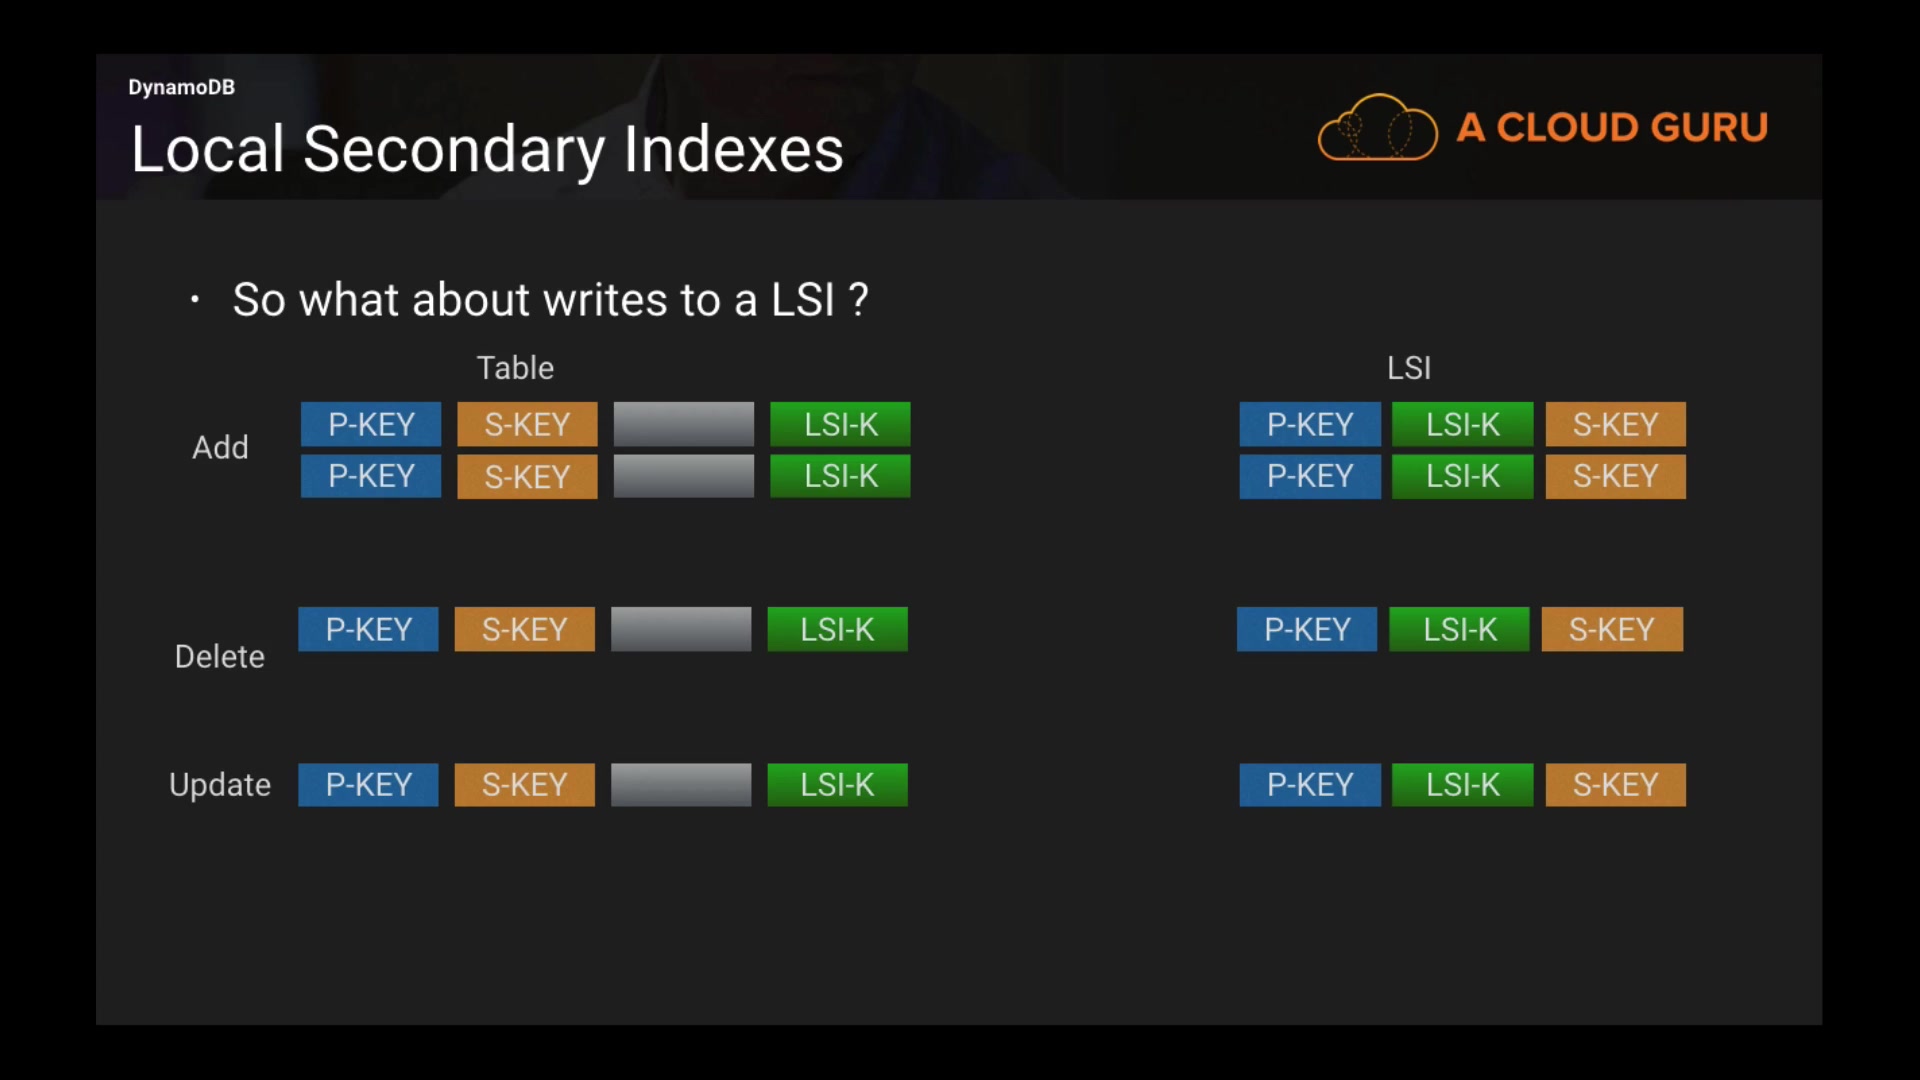 DynamoDB
Local Secondary Indexes
A CLOUD GURU
• So what about writes to a LSI ?
Table LSI
Add P-KEY S-KEY LSI-K P-KEY LSI-K S-KEY
P-KEY S-KEY LSI-K P-KEY LSI-K S-KEY
Delete P-KEY S-KEY LSI-K P-KEY LSI-K S-KEY
Update P-KEY S-KEY LSI-K P-KEY LSI-K S-KEY